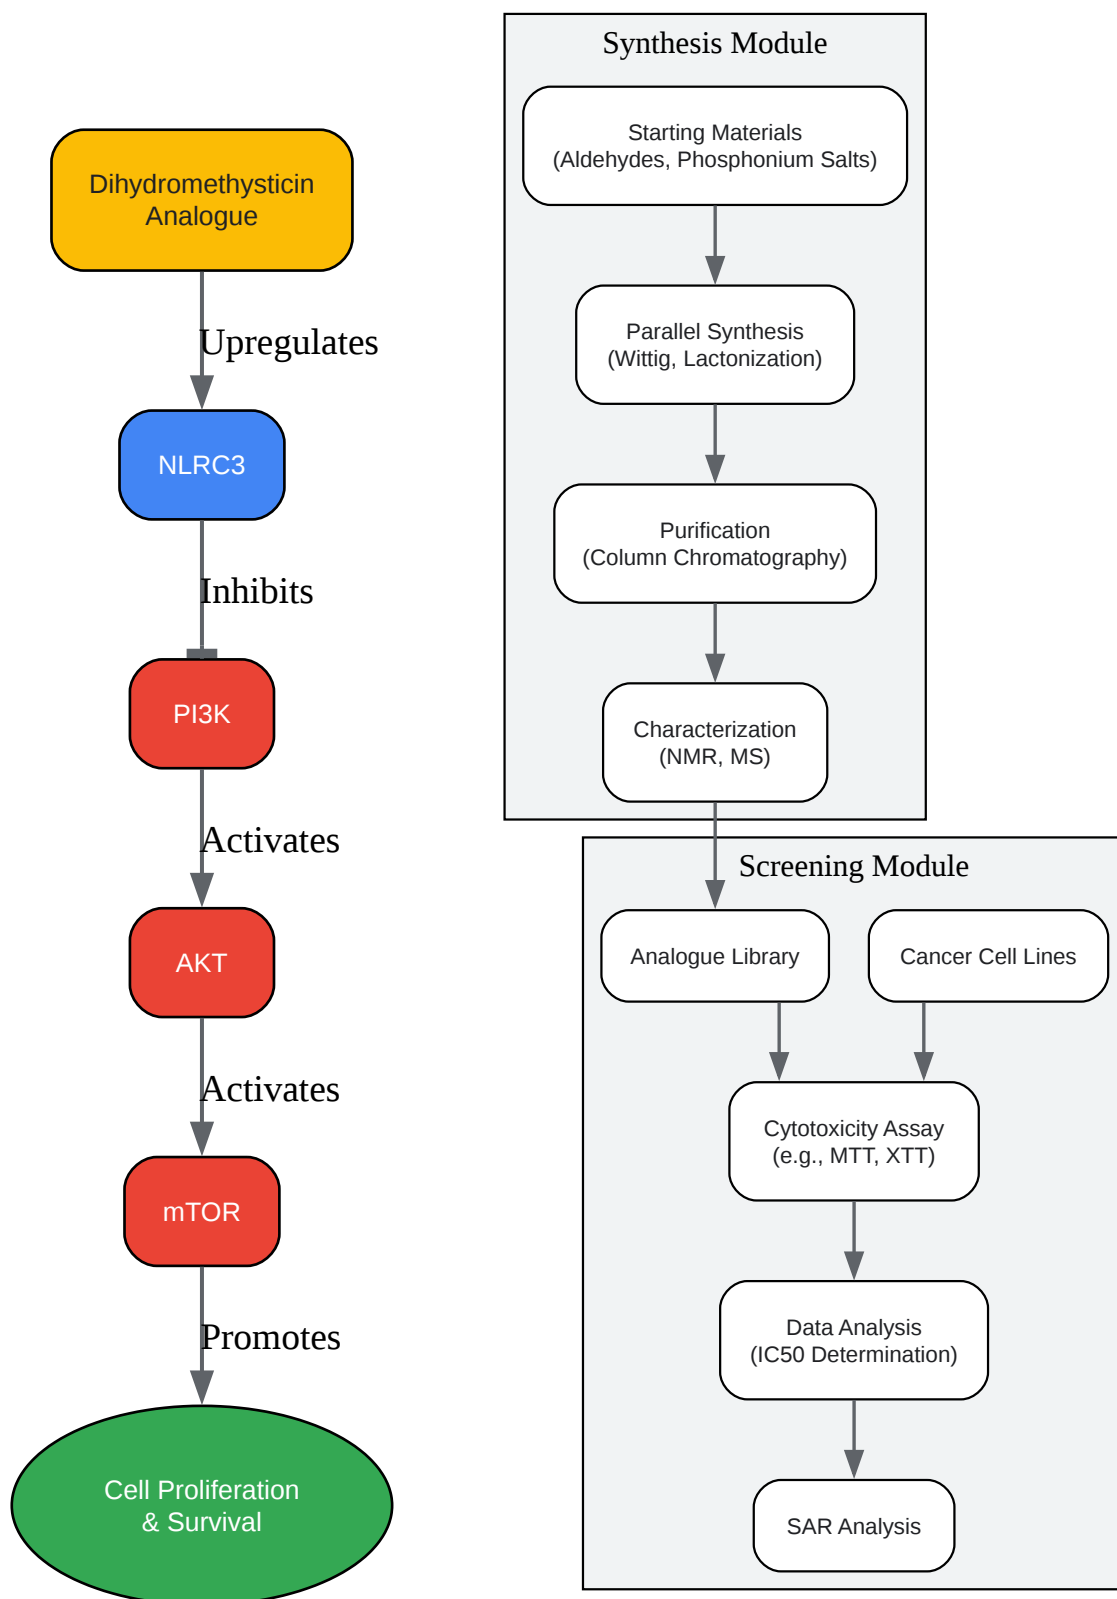 Dihydromethysticin
Analogue
Upregulates
NLRC3
Inhibits
PI3K
Activates
AKT
Activates
mTOR
Promotes
Cell Proliferation
& Survival
Synthesis Module
Starting Materials
(Aldehydes, Phosphonium Salts)
Parallel Synthesis
(Wittig, Lactonization)
Purification
(Column Chromatography)
Characterization
(NMR, MS)
Screening Module
Analogue Library
Cancer Cell Lines
Cytotoxicity Assay
(e.g., MTT, XTT)
Data Analysis
(IC50 Determination)
SAR Analysis